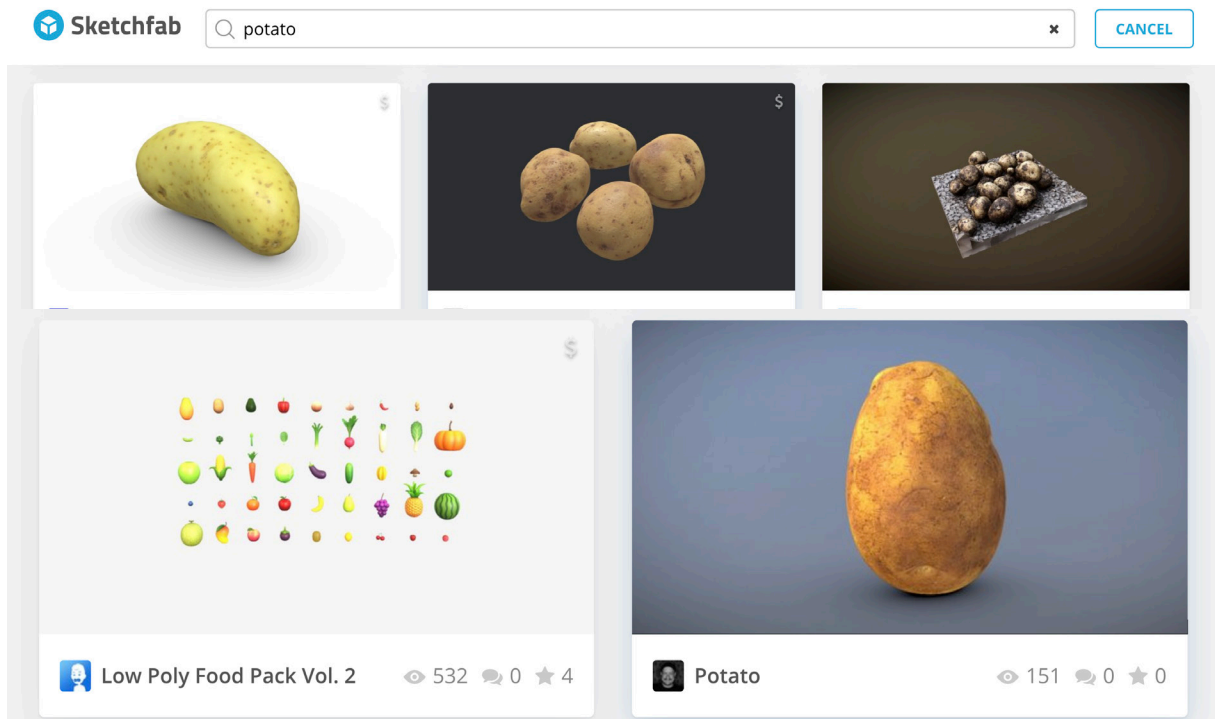 Sketchfab
potato
CANCEL
$
$
$
Low Poly Food Pack Vol. 2 532 0 4
Potato 151 0 0